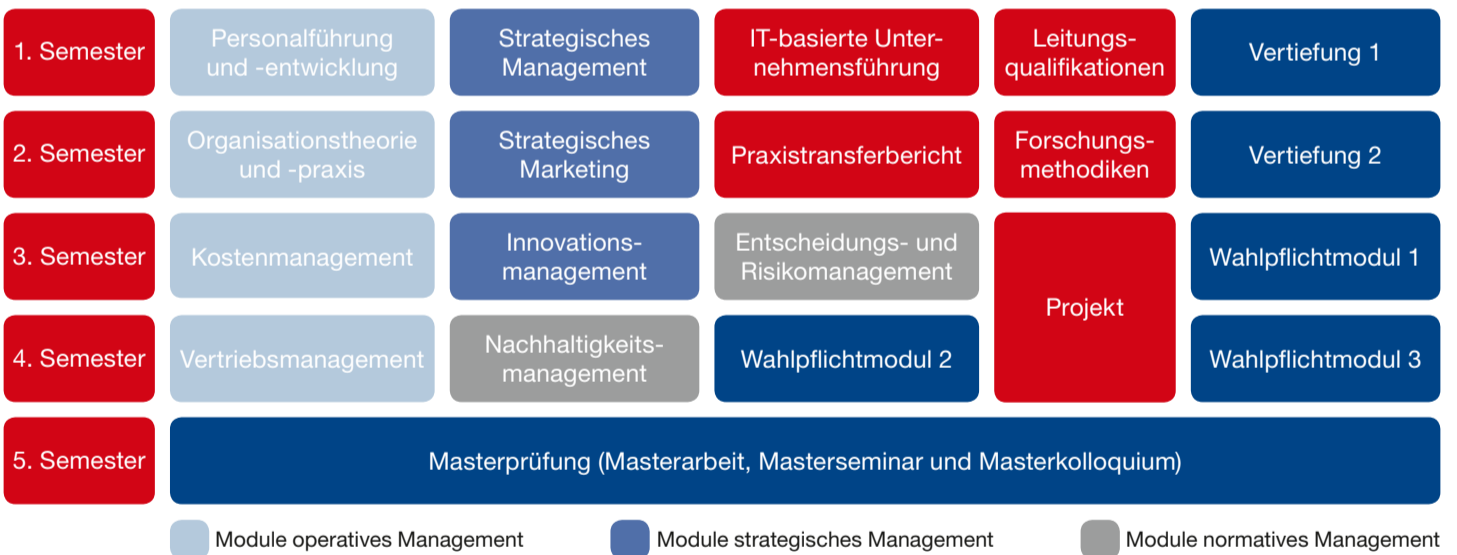 1. Semester
Personalführung
und -entwicklung
Strategisches
Management
IT-basierte Unter-
nehmensführung
Leitungs-
qualifikationen
Vertiefung 1
2. Semester
Organisationstheorie
und -praxis
Strategisches
Marketing
Praxistransferbericht
Forschungs-
methodiken
Vertiefung 2
3. Semester
Kostenmanagement
Innovations-
management
Entscheidungs- und
Risikomanagement
Projekt
Wahlpflichtmodul 1
4. Semester
Vertriebsmanagement
Nachhaltigkeits-
management
Wahlpflichtmodul 2
Wahlpflichtmodul 3
5. Semester
Masterprüfung (Masterarbeit, Masterseminar und Masterkolloquium)
Module operatives Management
Module strategisches Management
Module normatives Management